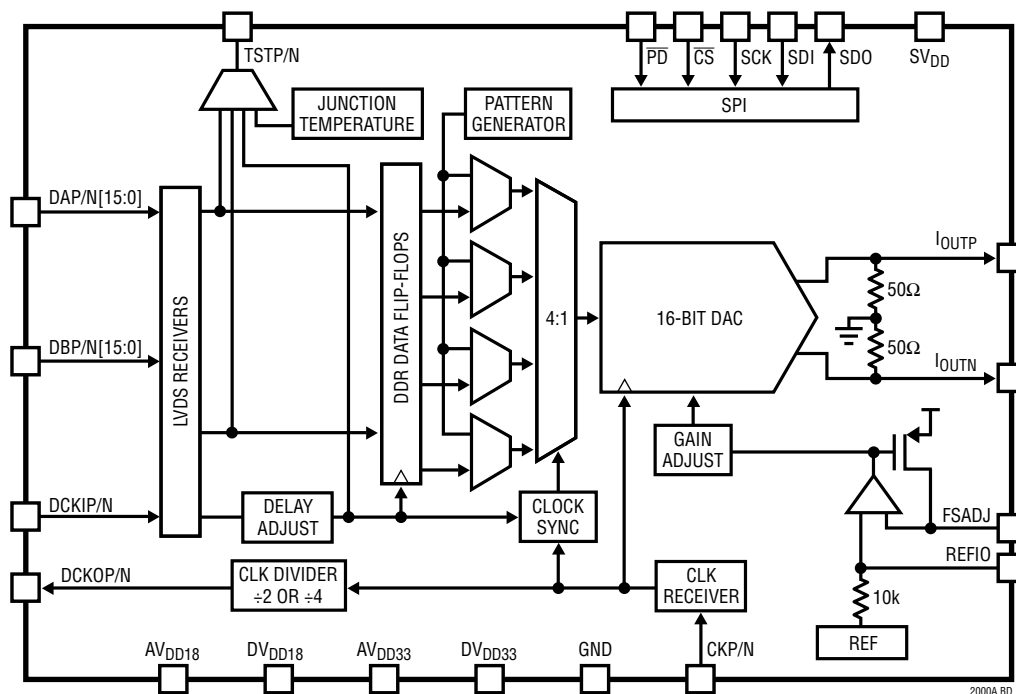 TSTP/N
PD
CS
SCK
SDI
SDO
SVDD
JUNCTION
TEMPERATURE
PATTERN
GENERATOR
SPI
DAP/N[15:0]
DBP/N[15:0]
LVDS RECEIVERS
DDR DATA FLIP-FLOPS
4:1
16-BIT DAC
IOUTP
50Ω
50Ω
IOUTN
GAIN
ADJUST
DCKIP/N
DELAY
ADJUST
CLOCK
SYNC
FSADJ
REFIO
DCKOP/N
CLK DIVIDER
÷2 OR ÷4
CLK
RECEIVER
10k
REF
AVDD18
DVDD18
AVDD33
DVDD33
GND
CKP/N
2000A BD